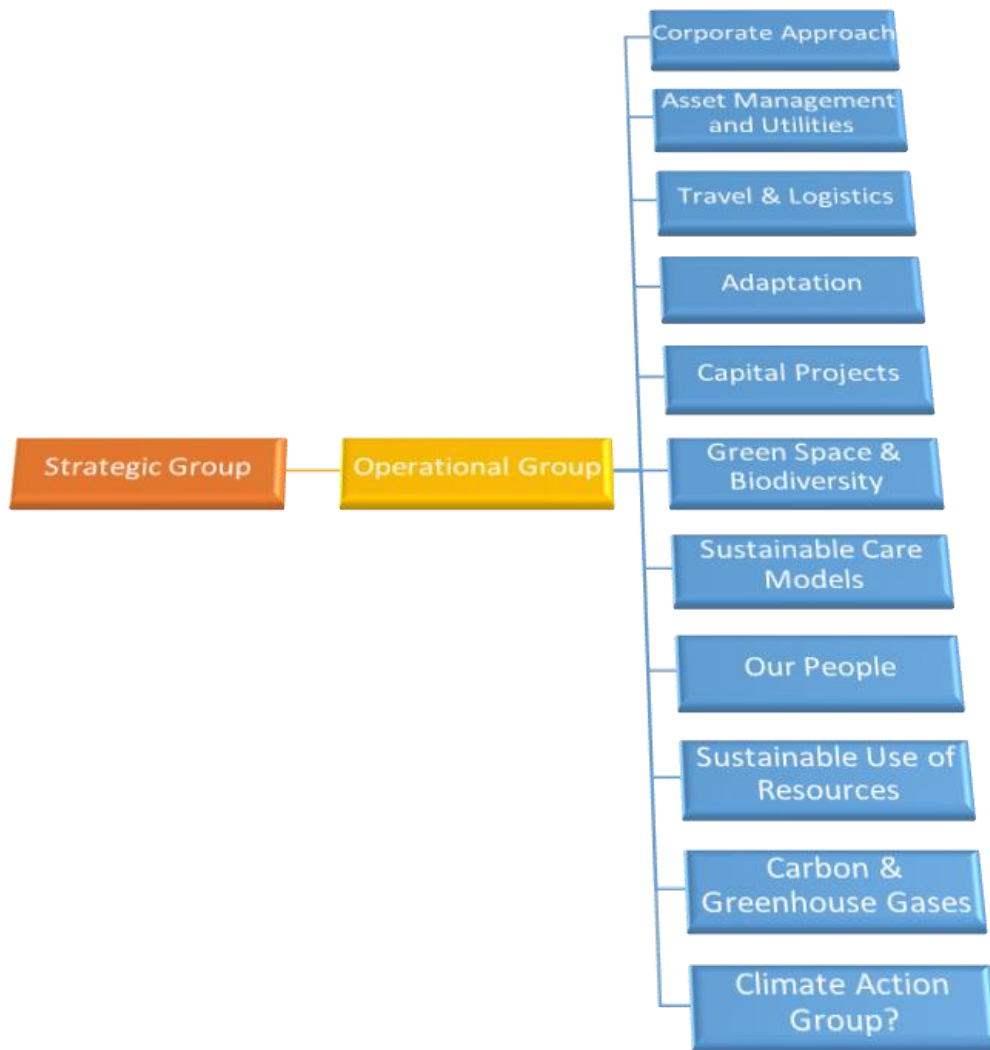 Corporate Approach
Asset Management
and Utilities
Travel & Logistics
Adaptation
Capital Projects
Strategic Group
Operational Group
Green Space &
Biodiversity
Sustainable Care
Models
Our People
Sustainable Use of
Resources
Carbon &
Greenhouse Gases
Climate Action
Group?